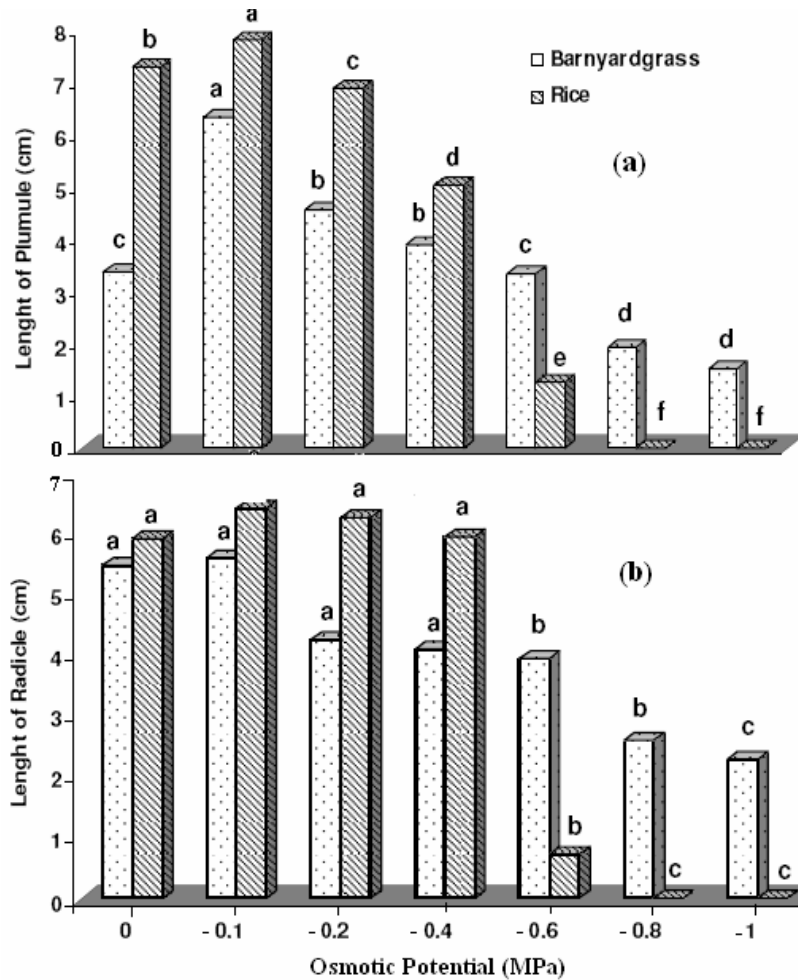 8
7
6
5
4
3
2
1
0
Lenght of Plumule (cm)
Barnyardgrass
Rice
(a)
c b a a b c b d c e d f d f
7
6
5
4
3
2
1
0
Lenght of Radicle (cm)
(b)
a a a a a a a b b b c c c
0 - 0.1 - 0.2 - 0.4 - 0.6 - 0.8 -1
Osmotic Potential (MPa)